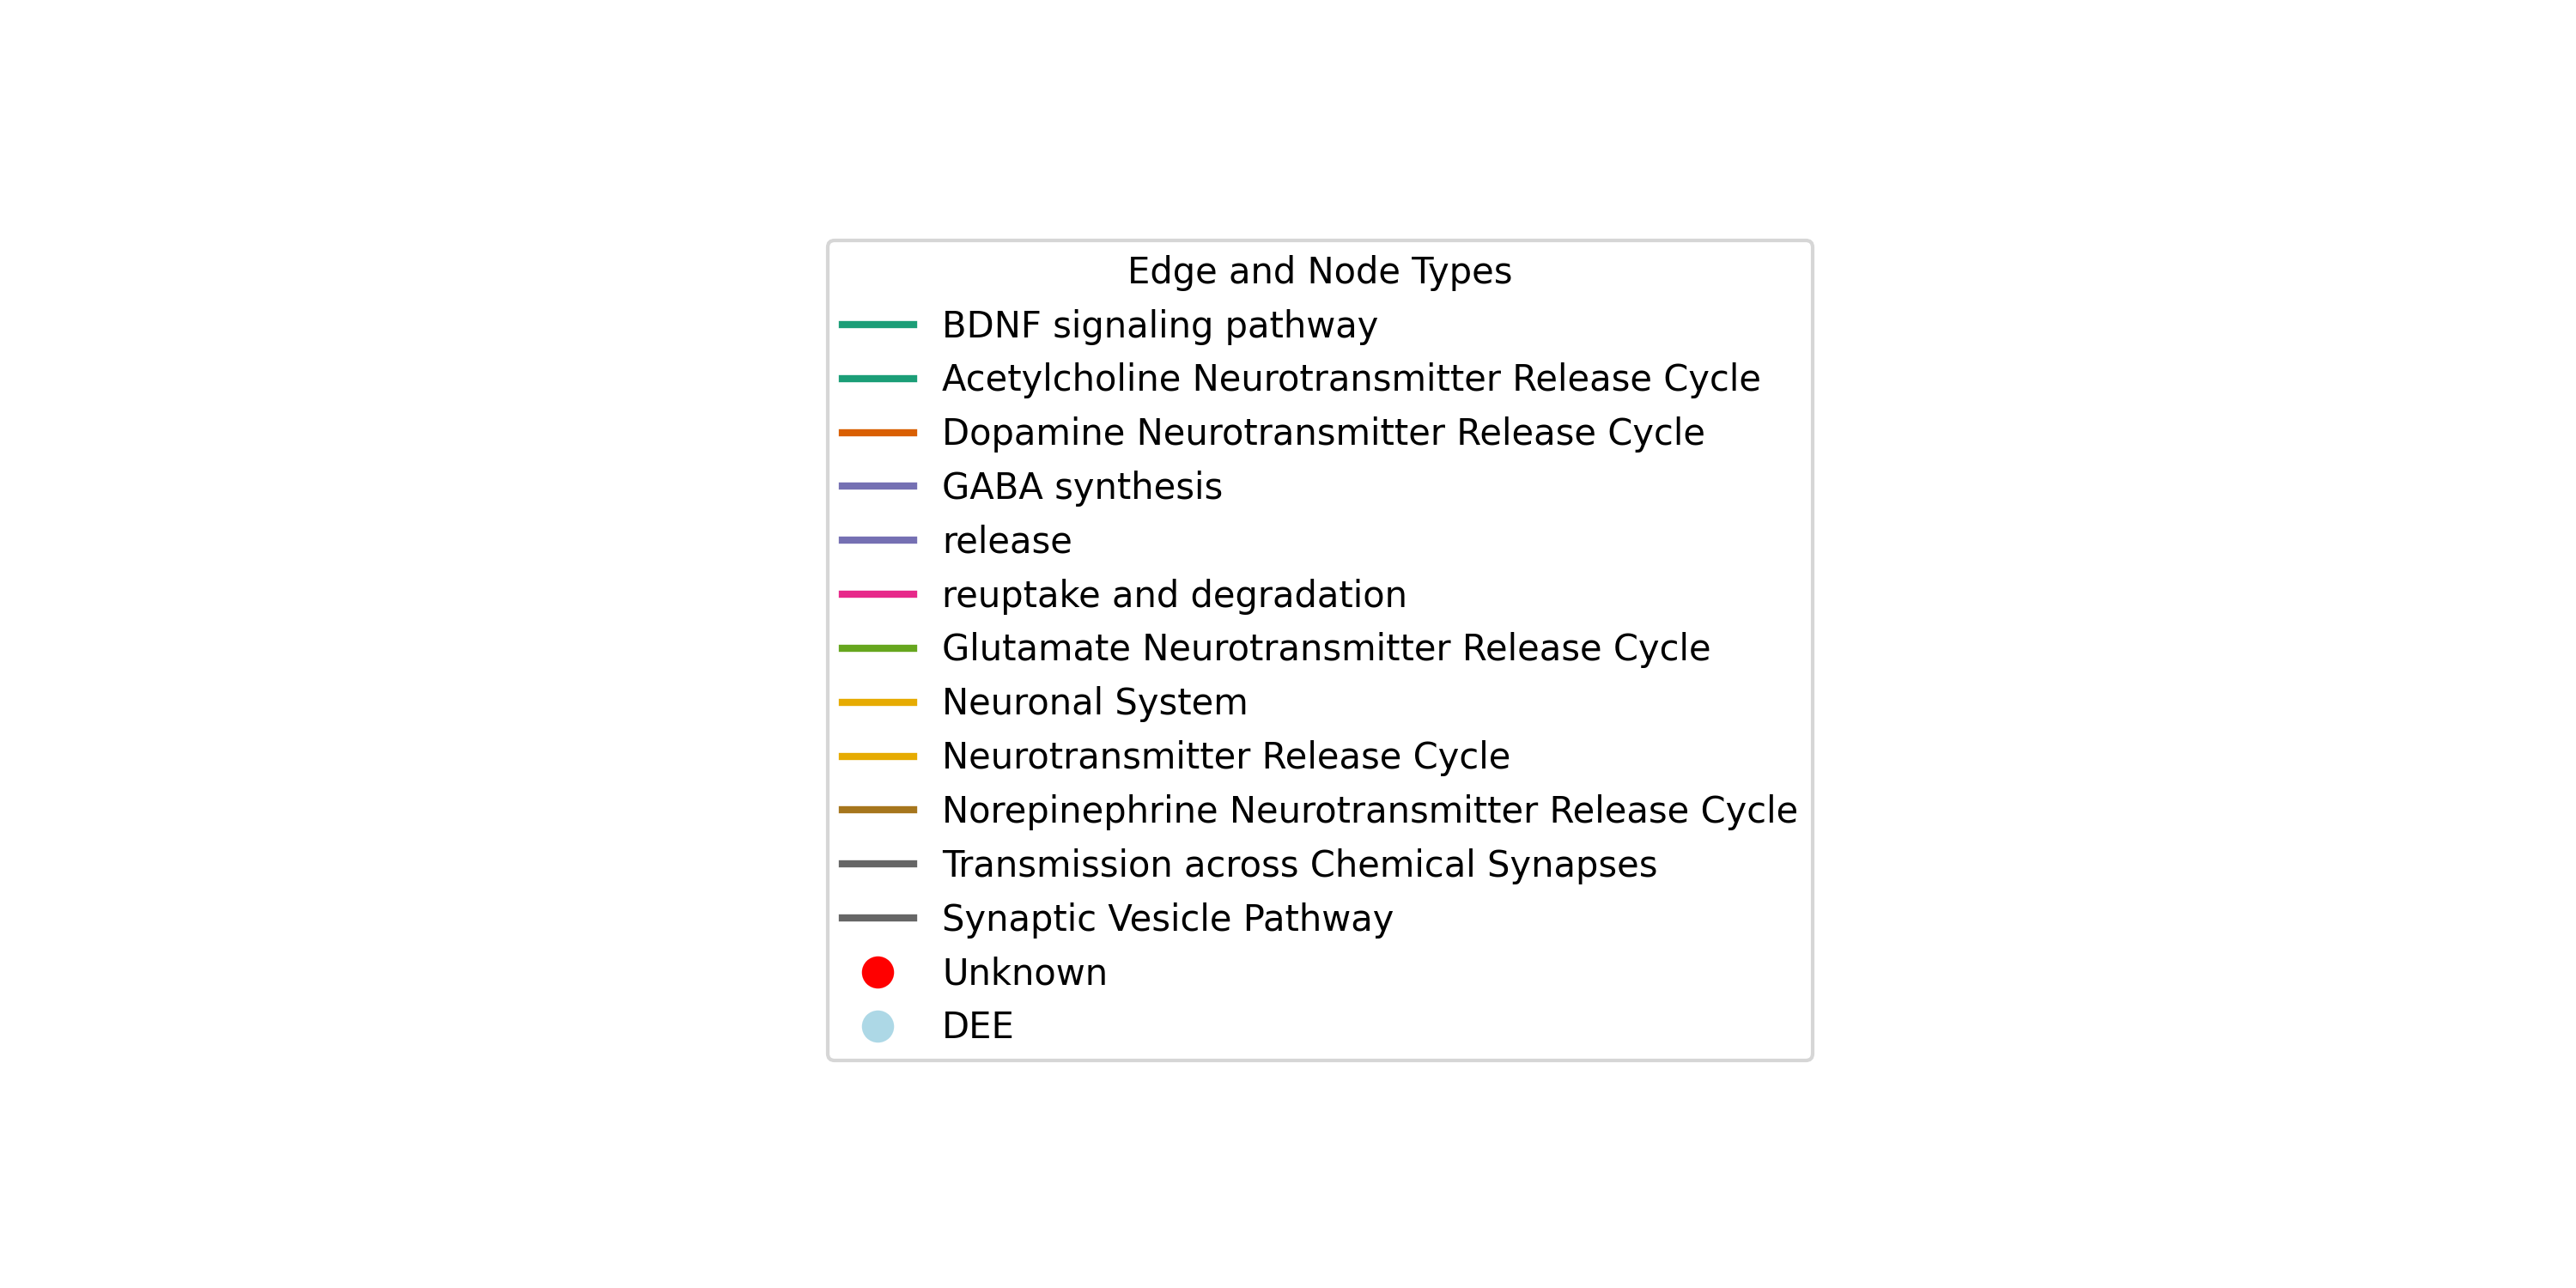 Edge and Node Types
BDNF signaling pathway
Acetylcholine Neurotransmitter Release Cycle
Dopamine Neurotransmitter Release Cycle
GABA synthesis
release
reuptake and degradation
Glutamate Neurotransmitter Release Cycle
Neuronal System
Neurotransmitter Release Cycle
Norepinephrine Neurotransmitter Release Cycle
Transmission across Chemical Synapses
Synaptic Vesicle Pathway
Unknown
DEE